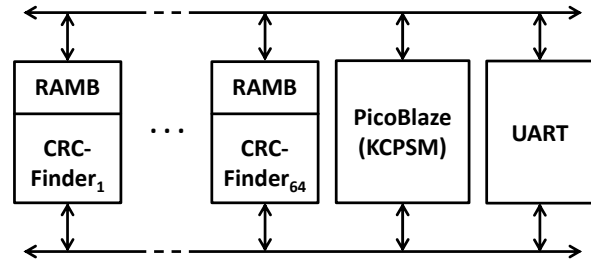 RAMB
CRC-
Finder1
. . .
RAMB
CRC-
Finder64
PicoBlaze
(KCPSM)
UART